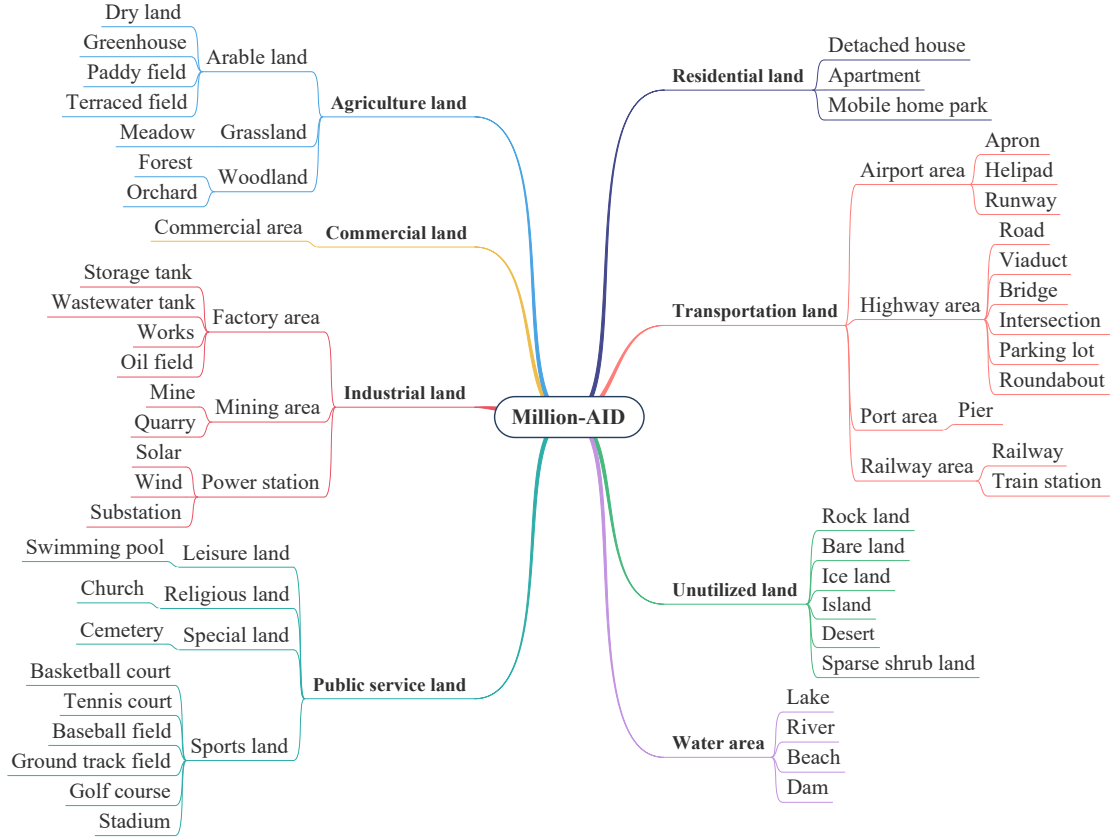 Dry land
Greenhouse
Paddy field
Terraced field
Arable land
Meadow
Grassland
Forest
Orchard
Woodland
Agriculture land
Commercial area
Commercial land
Storage tank
Wastewater tank
Works
Oil field
Factory area
Mine
Quarry
Mining area
Solar
Wind
Substation
Power station
Industrial land
Swimming pool
Leisure land
Church
Religious land
Cemetery
Special land
Basketball court
Tennis court
Baseball field
Ground track field
Golf course
Stadium
Sports land
Public service land
Million-AID
Residential land
Detached house
Apartment
Mobile home park
Transportation land
Airport area
Apron
Helipad
Runway
Highway area
Road
Viaduct
Bridge
Intersection
Parking lot
Roundabout
Port area
Pier
Railway area
Railway
Train station
Unutilized land
Rock land
Bare land
Ice land
Island
Desert
Sparse shrub land
Water area
Lake
River
Beach
Dam